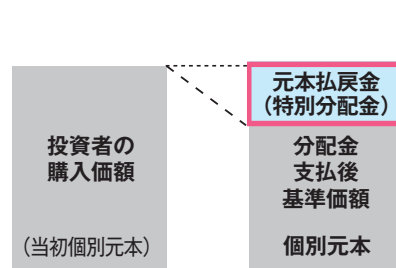 投資者の
購入価額
（当初個別元本）
元本払戻金
（特別分配金）
分配金
支払後
基準価額
個別元本